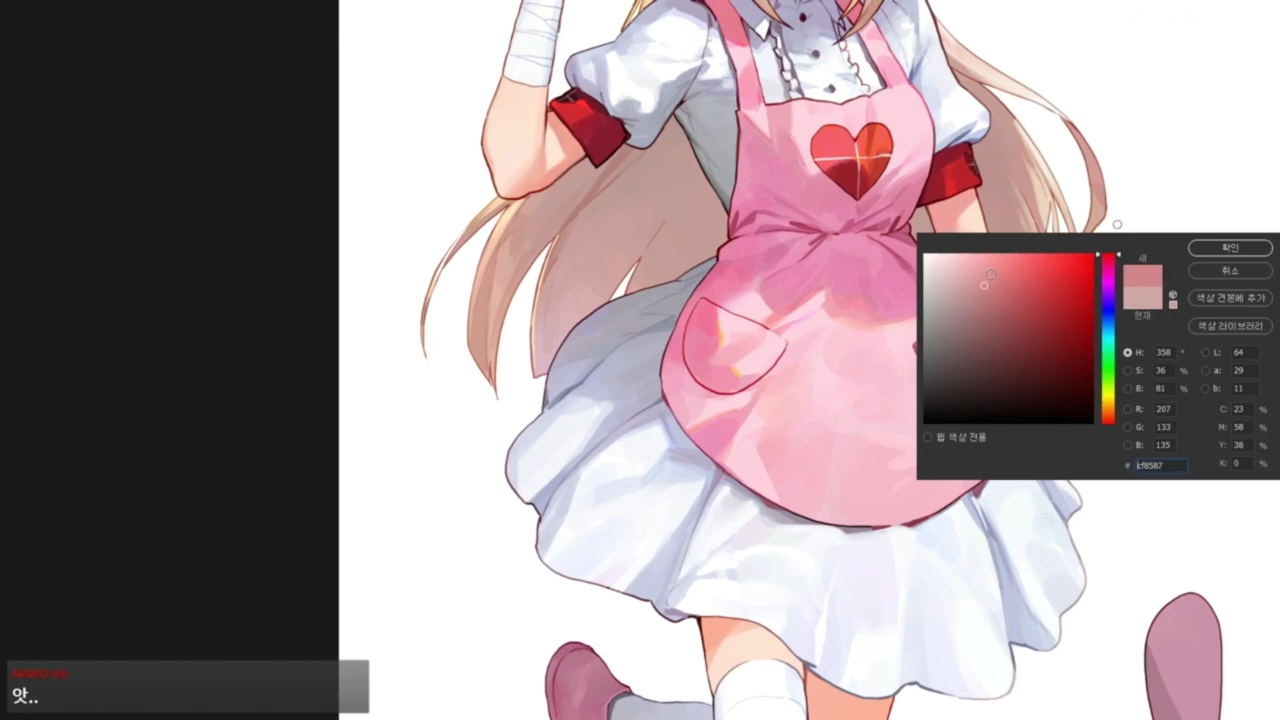 확인
새
취소
색상 견본에 추가
현재
색상 라이브러리
H: 358 ° L: 64
S: 36 % a: 29
B: 81 % b: 11
R: 207 C: 23 %
G: 133 M: 58 %
웹 색상 전용
B: 135 Y: 38 %
# cf8587 K: 0 %
앗..